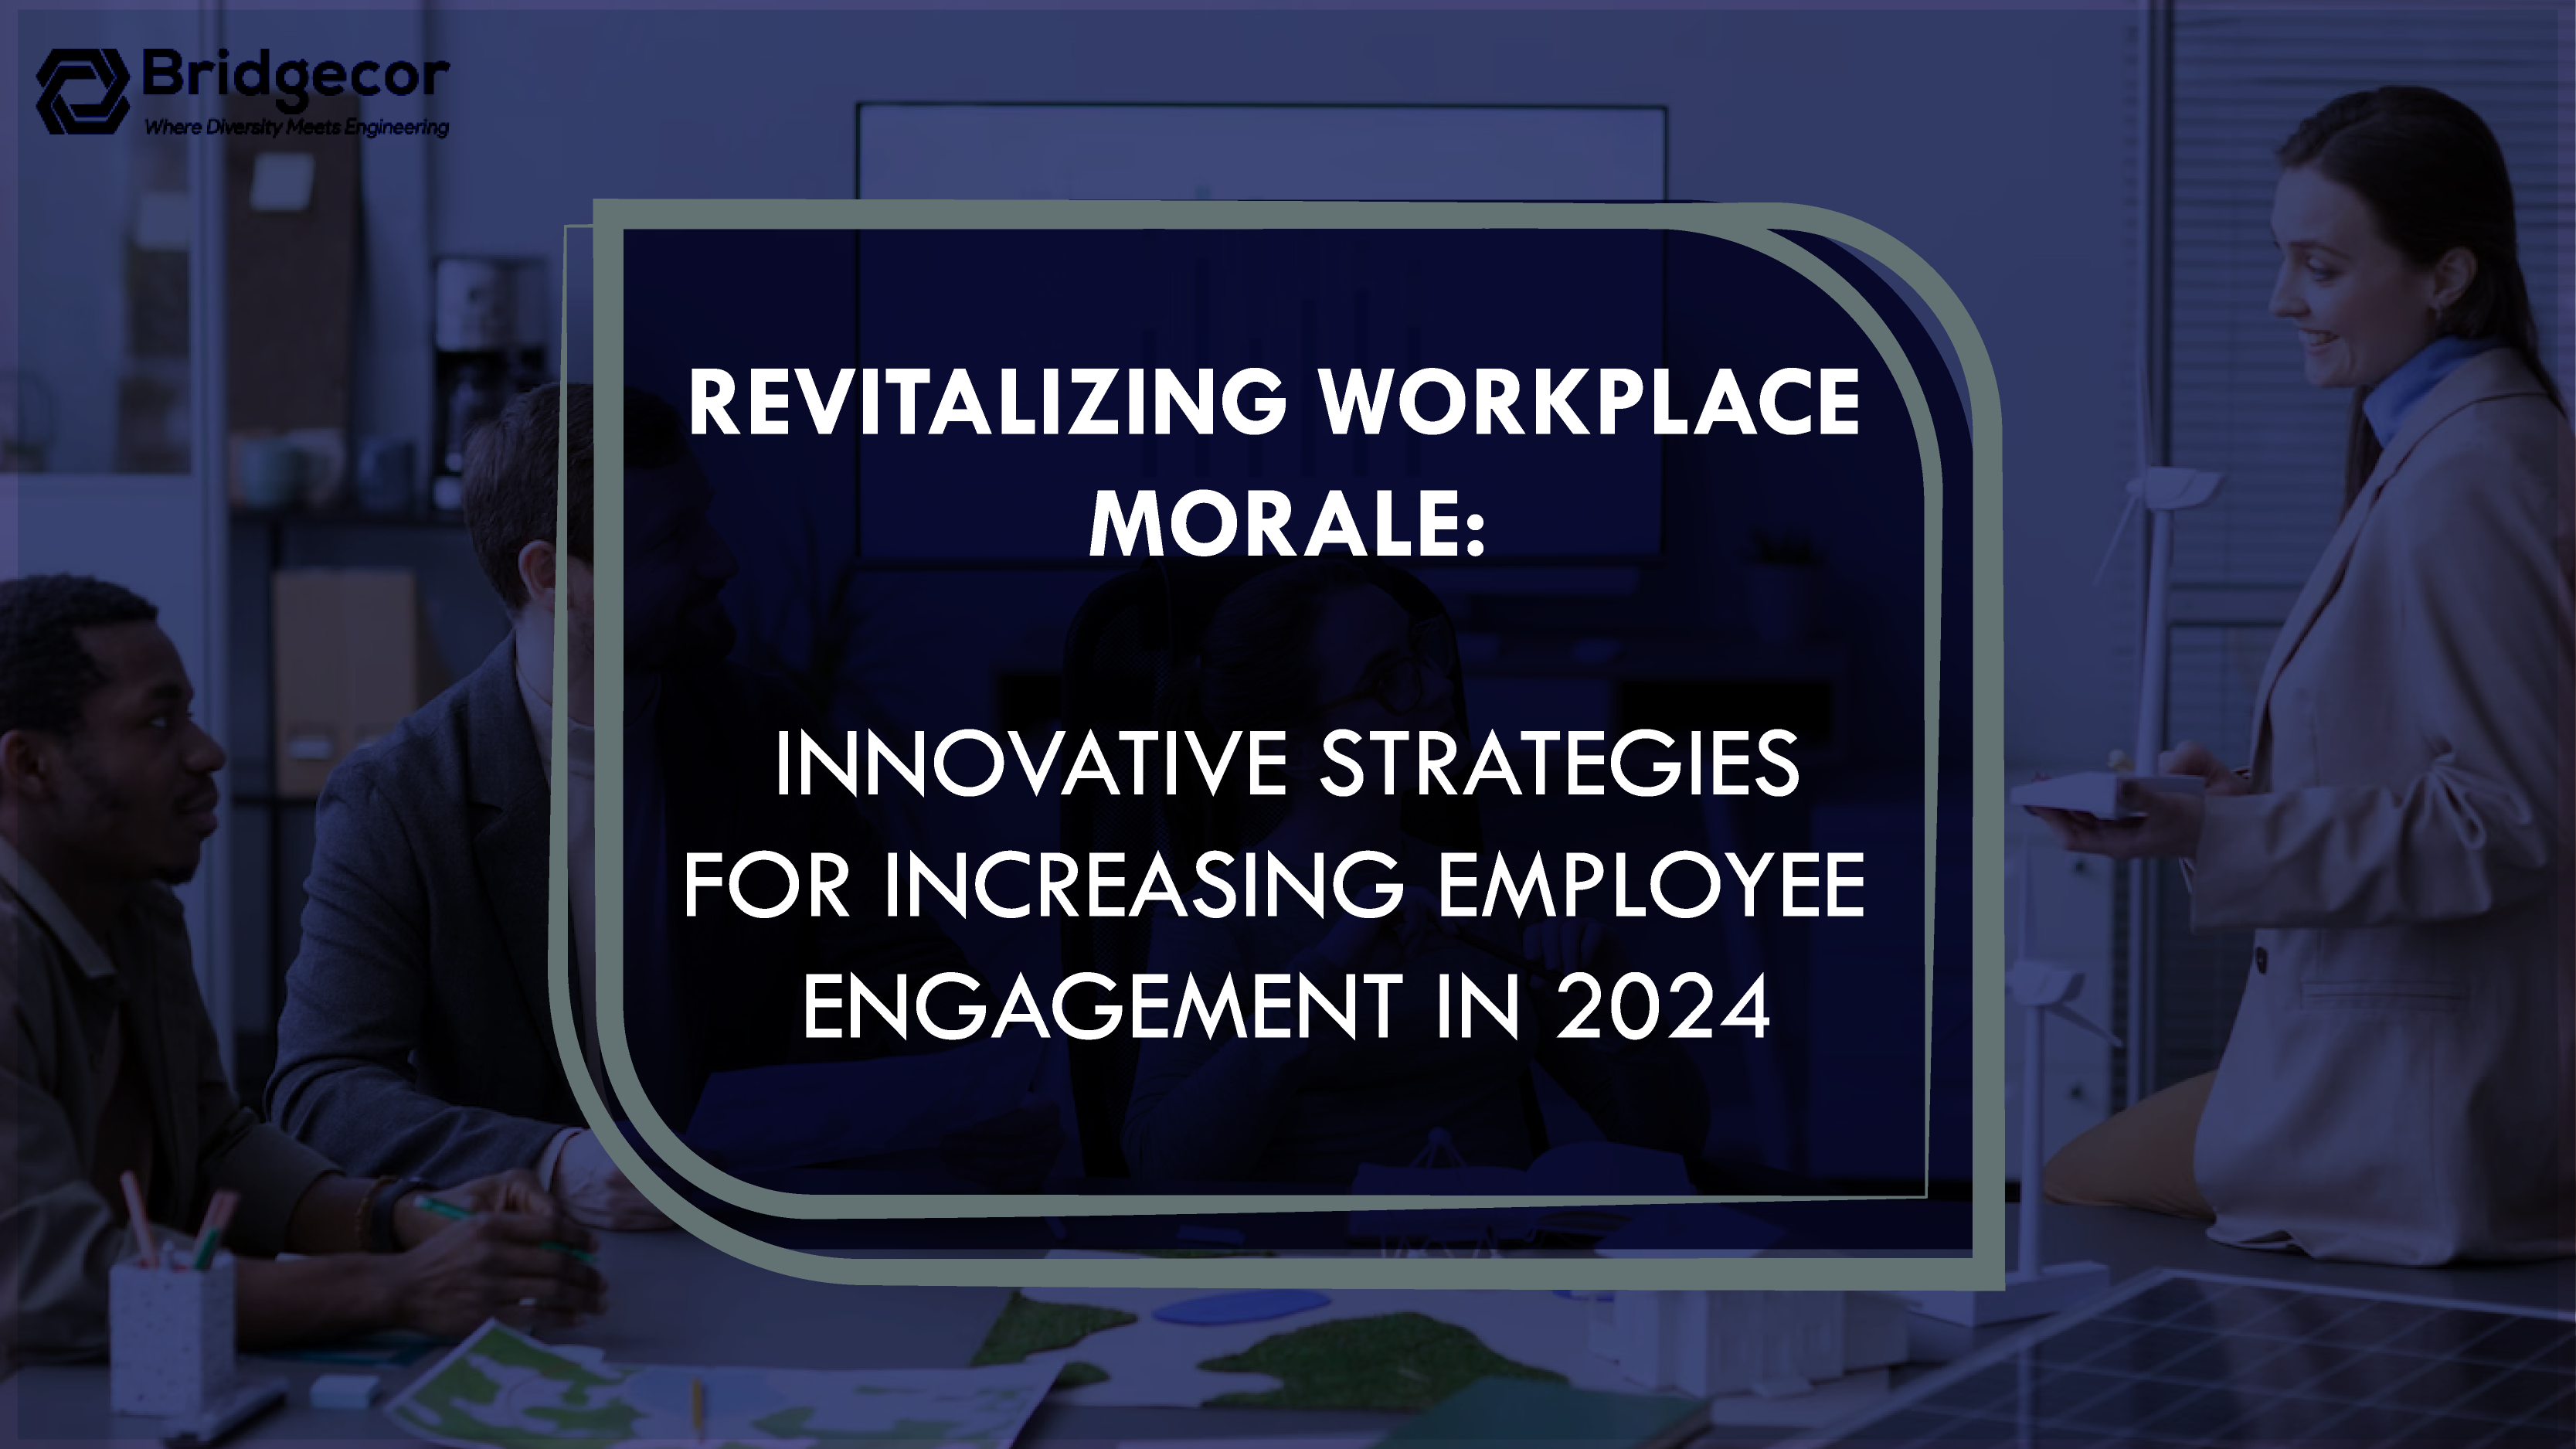 Bridgecor
Where Diversity Meets Engineering
REVITALIZING WORKPLACE
MORALE:
INNOVATIVE STRATEGIES
FOR INCREASING EMPLOYEE
ENGAGEMENT IN 2024